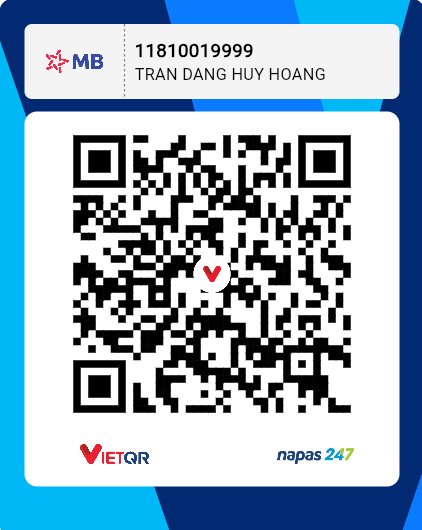 MB
11810019999
TRAN DANG HUY HOANG
VIETQR
napas 247